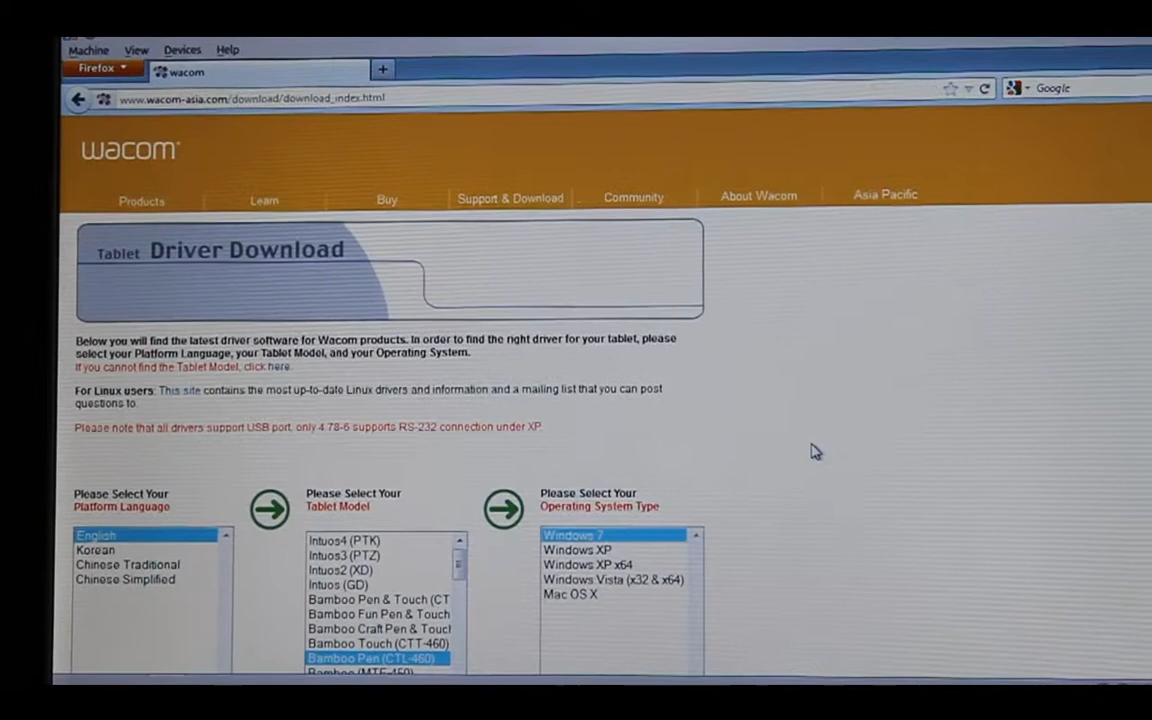 Machine View Devices Help
Firefox
wacom
+
www.wacom-asia.com/download/download_index.html
Google
wacom
Products Learn Buy Support & Download Community About Wacom Asia Pacific
Tablet Driver Download
Below you will find the latest driver software for Wacom products. In order to find the right driver for your tablet, please
select your Platform Language, your Tablet Model, and your Operating System.
If you cannot find the Tablet Model, click here.
For Linux users: This site contains the most up-to-date Linux drivers and information and a mailing list that you can post
questions to.
Please note that all drivers support USB port, only 4.78-6 supports RS-232 connection under XP.
Please Select Your
Platform Language
English
Korean
Chinese Traditional
Chinese Simplified
Please Select Your
Tablet Model
Intuos4 (PTK)
Intuos3 (PTZ)
Intuos2 (XD)
Intuos (GD)
Bamboo Pen & Touch (CT
Bamboo Fun Pen & Touch
Bamboo Craft Pen & Touch
Bamboo Touch (CTT-460)
Bamboo Pen (CTL-460)
Bamboo (MTE-450)
Please Select Your
Operating System Type
Windows 7
Windows XP
Windows XP x64
Windows Vista (x32 & x64)
Mac OS X